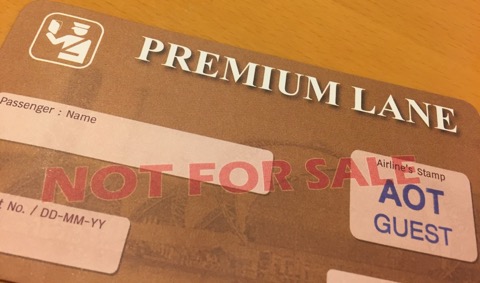 PREMIUM LANE
Passenger : Name
NOT FOR SALE
Airline's Stamp
AOT
GUEST
t No. / DD-MM-YY